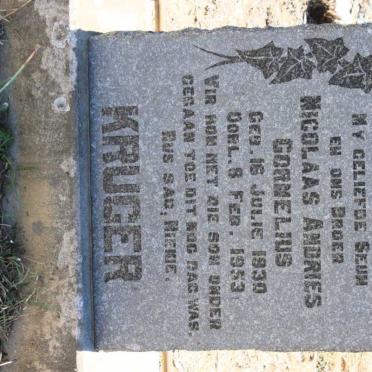 MY GELIEFDE SEUN
EN ONS BROER
NICOLAAS ANDRIES
CORNELIUS
GEB. 16 JULIE 1930
OORL. 8 FEB. 1953
VIR HOM HET DIE SON ONDER
GEGAAN TOE DIT NOG DAG WAS.
RUS SAG, NICKIE.
KRUGER